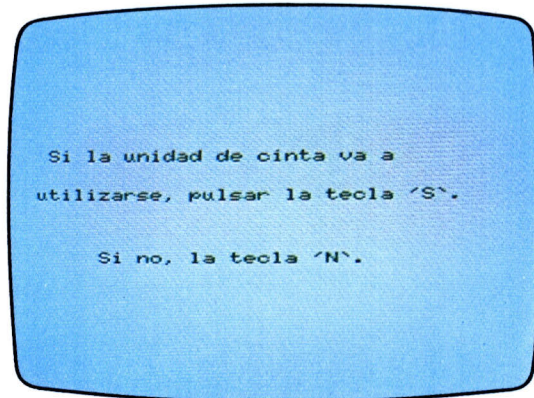 Si la unidad de cinta va a
utilizarse, pulsar la tecla ´S`.
Si no, la tecla ´N`.